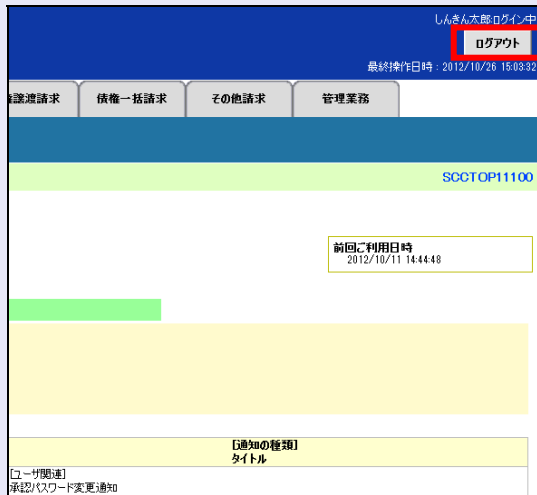 しんきん太郎:ログイン中
ログアウト
最終操作日時：2012/10/26 15:03:32
譲渡請求 債権一括請求 その他請求 管理業務
SCCTOP11100
前回ご利用日時
2012/10/11 14:44:48
[通知の種類]
タイトル
[ユーザ関連]
承認パスワード変更通知